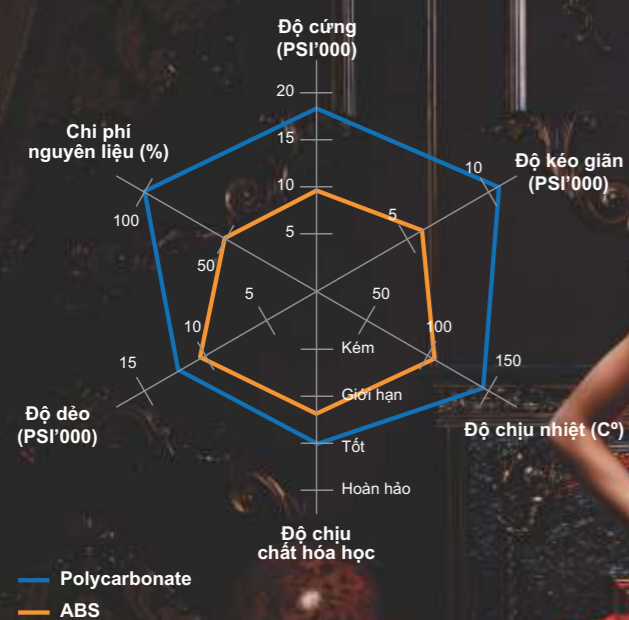 Độ cứng
(PSI'000)
20
15
10
5
Chi phí
nguyên liệu (%)
100
50
Độ kéo giãn
(PSI'000)
10
5
5
10
15
50
100
150
Kém
Giới hạn
Tốt
Hoàn hảo
Độ dẻo
(PSI'000)
Độ chịu nhiệt (Cº)
Độ chịu
chất hóa học
Polycarbonate
ABS